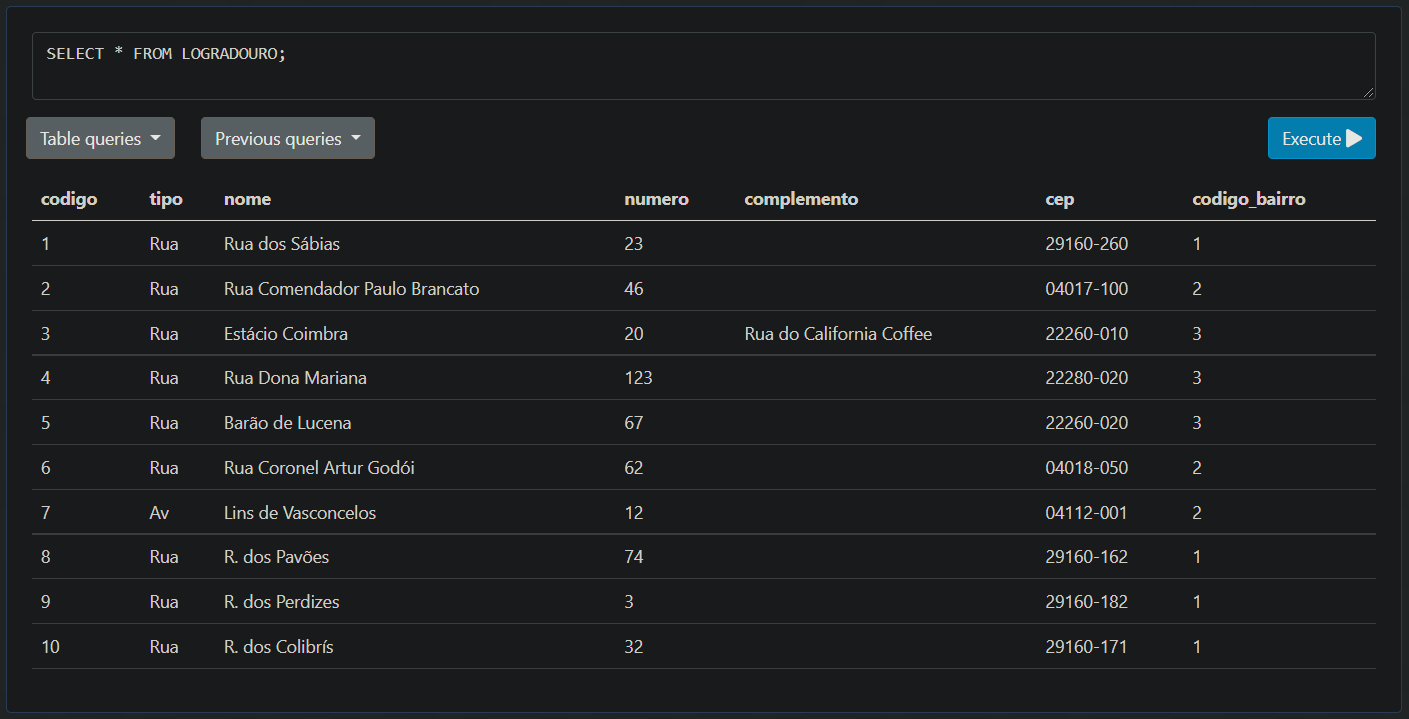 SELECT * FROM LOGRADOURO;
Table queries Previous queries Execute
codigo tipo nome numero complemento cep codigo_bairro
1 Rua Rua dos Sábias 23 29160-260 1
2 Rua Rua Comendador Paulo Brancato 46 04017-100 2
3 Rua Estácio Coimbra 20 Rua do California Coffee 22260-010 3
4 Rua Rua Dona Mariana 123 22280-020 3
5 Rua Barão de Lucena 67 22260-020 3
6 Rua Rua Coronel Artur Godói 62 04018-050 2
7 Av Lins de Vasconcelos 12 04112-001 2
8 Rua R. dos Pavões 74 29160-162 1
9 Rua R. dos Perdizes 3 29160-182 1
10 Rua R. dos Colibrís 32 29160-171 1